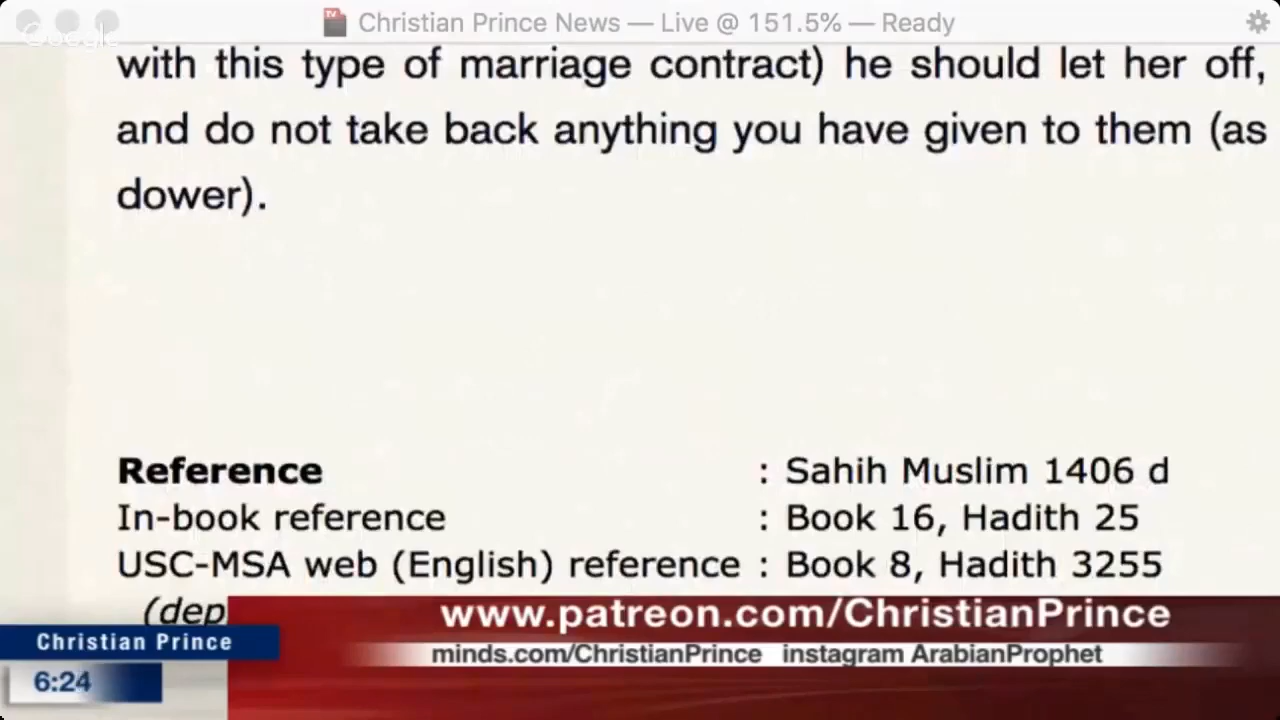 Google
Christian Prince News — Live @ 151.5% — Ready
with this type of marriage contract) he should let her off,
and do not take back anything you have given to them (as
dower).
Reference : Sahih Muslim 1406 d
In-book reference : Book 16, Hadith 25
USC-MSA web (English) reference : Book 8, Hadith 3255
(dep
www.patreon.com/ChristianPrince
Christian Prince
minds.com/ChristianPrince instagram ArabianProphet
6:24